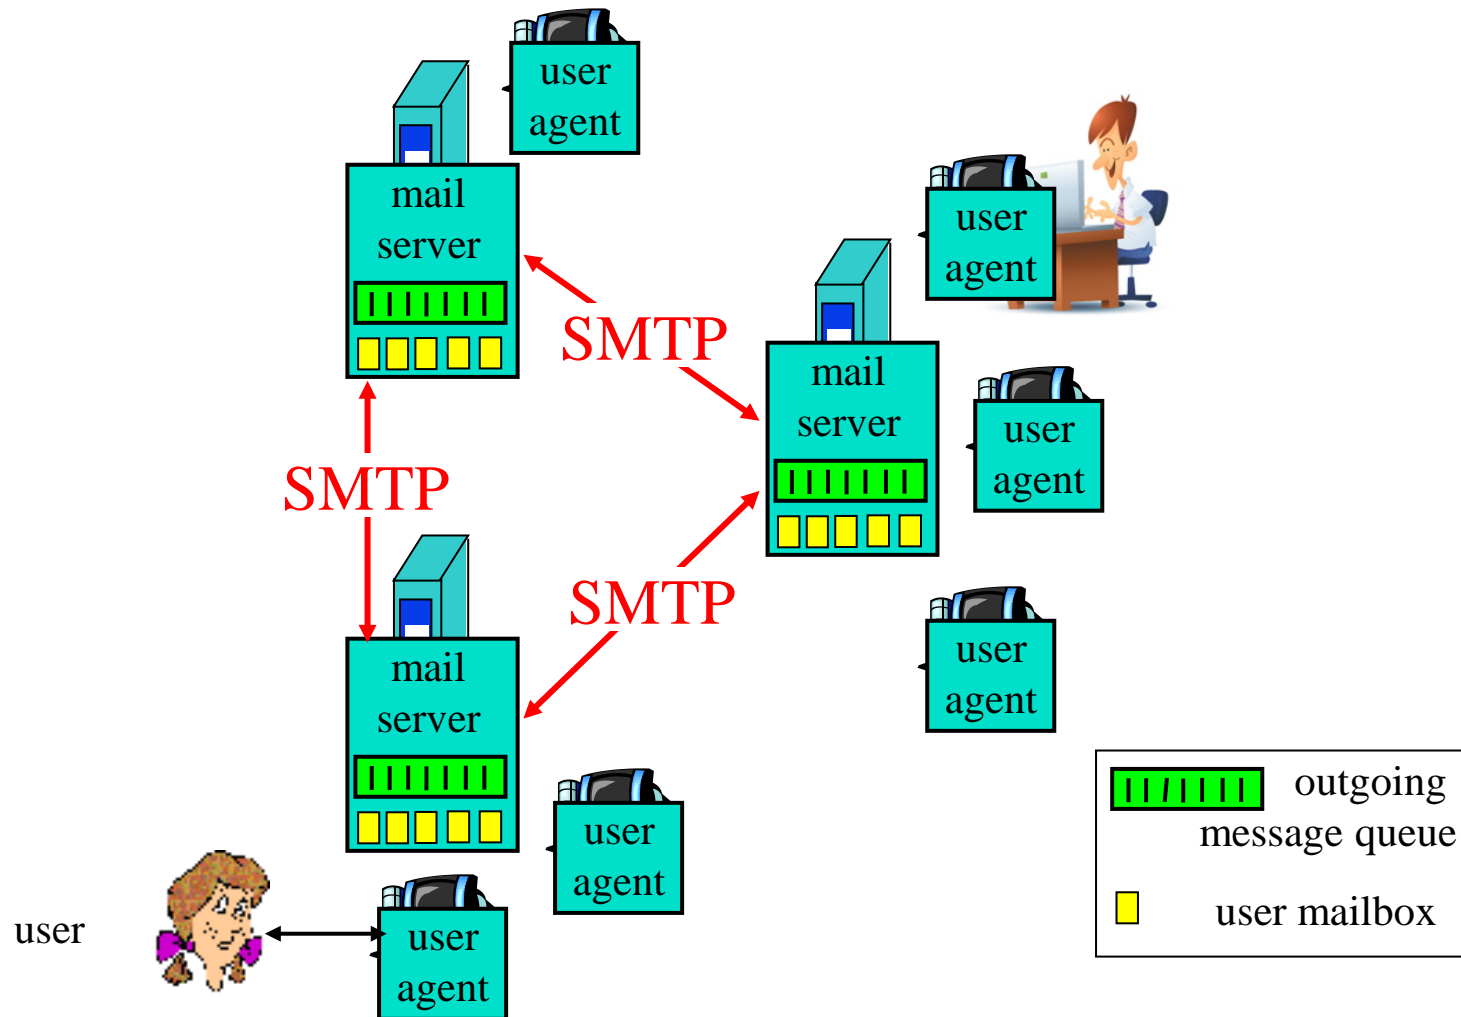 user
agent
mail
server
user
agent
SMTP
mail
server
user
agent
SMTP
SMTP
mail
server
user
agent
user
agent
outgoing
message queue
user mailbox
user
user
agent